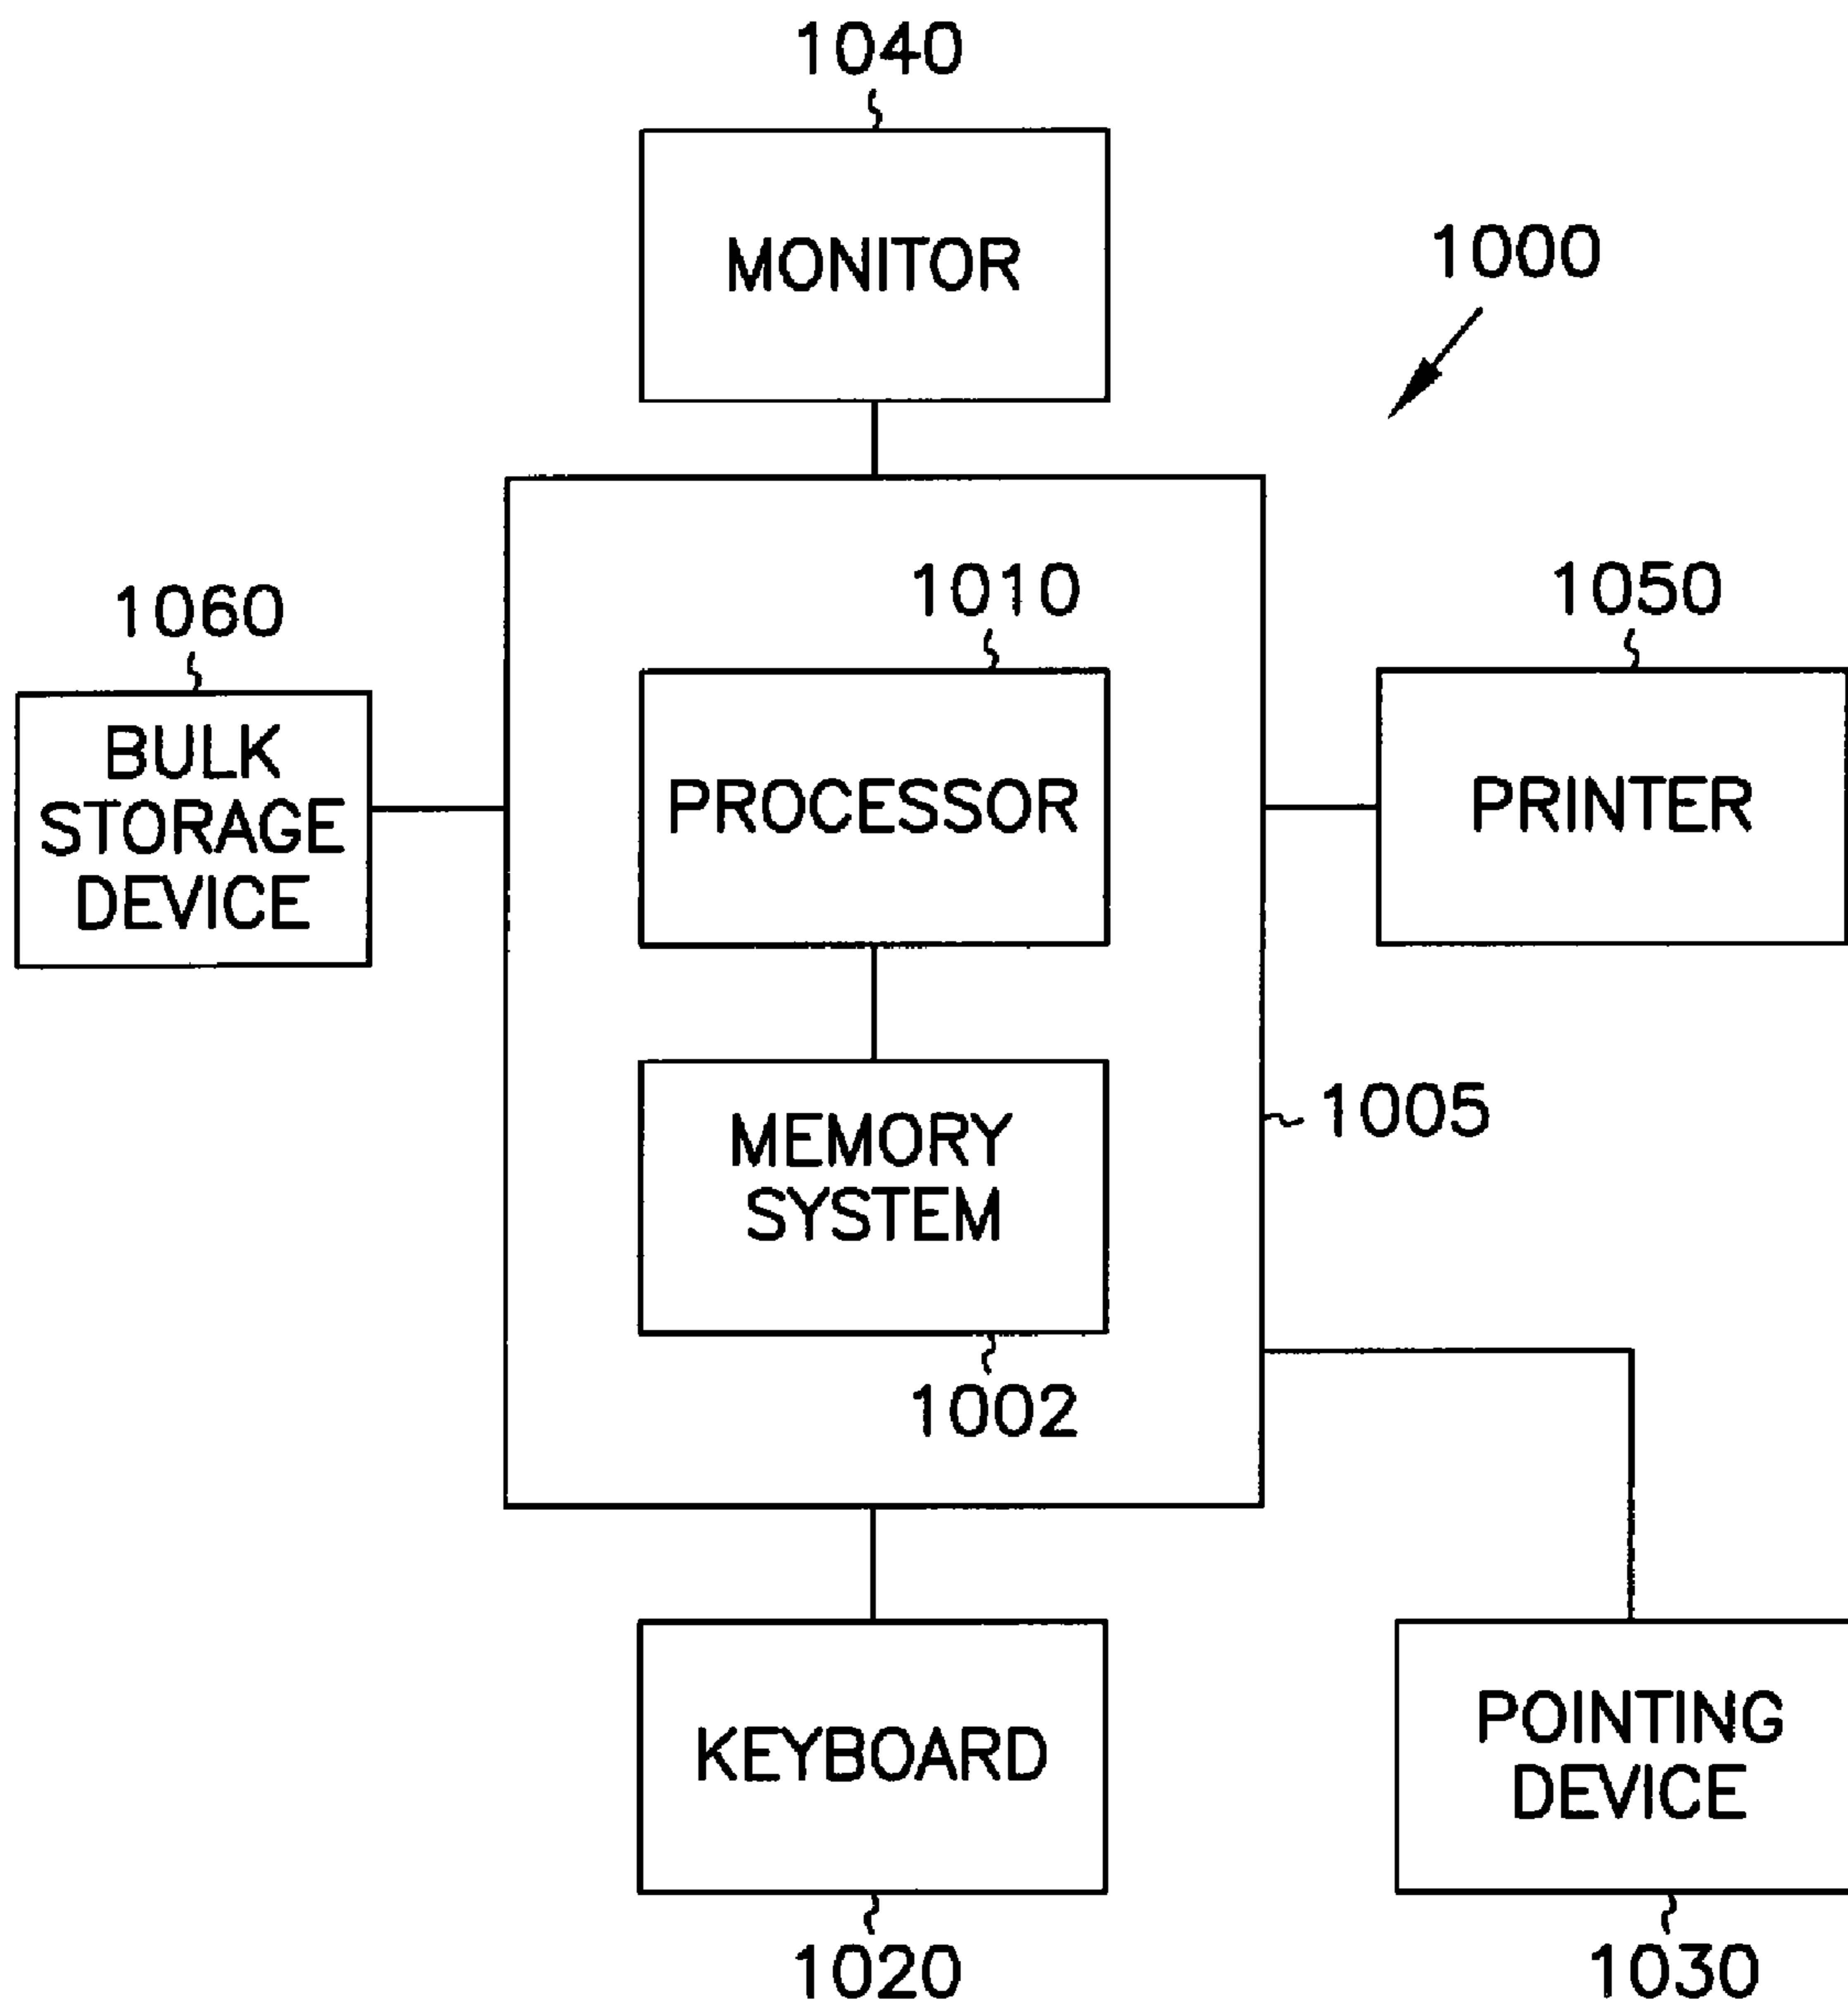 1040
MONITOR
1000
1010
1060
1050
BULK
STORAGE
DEVICE
PROCESSOR
PRINTER
MEMORY
SYSTEM
1005
1002
KEYBOARD
POINTING
DEVICE
1020
1030